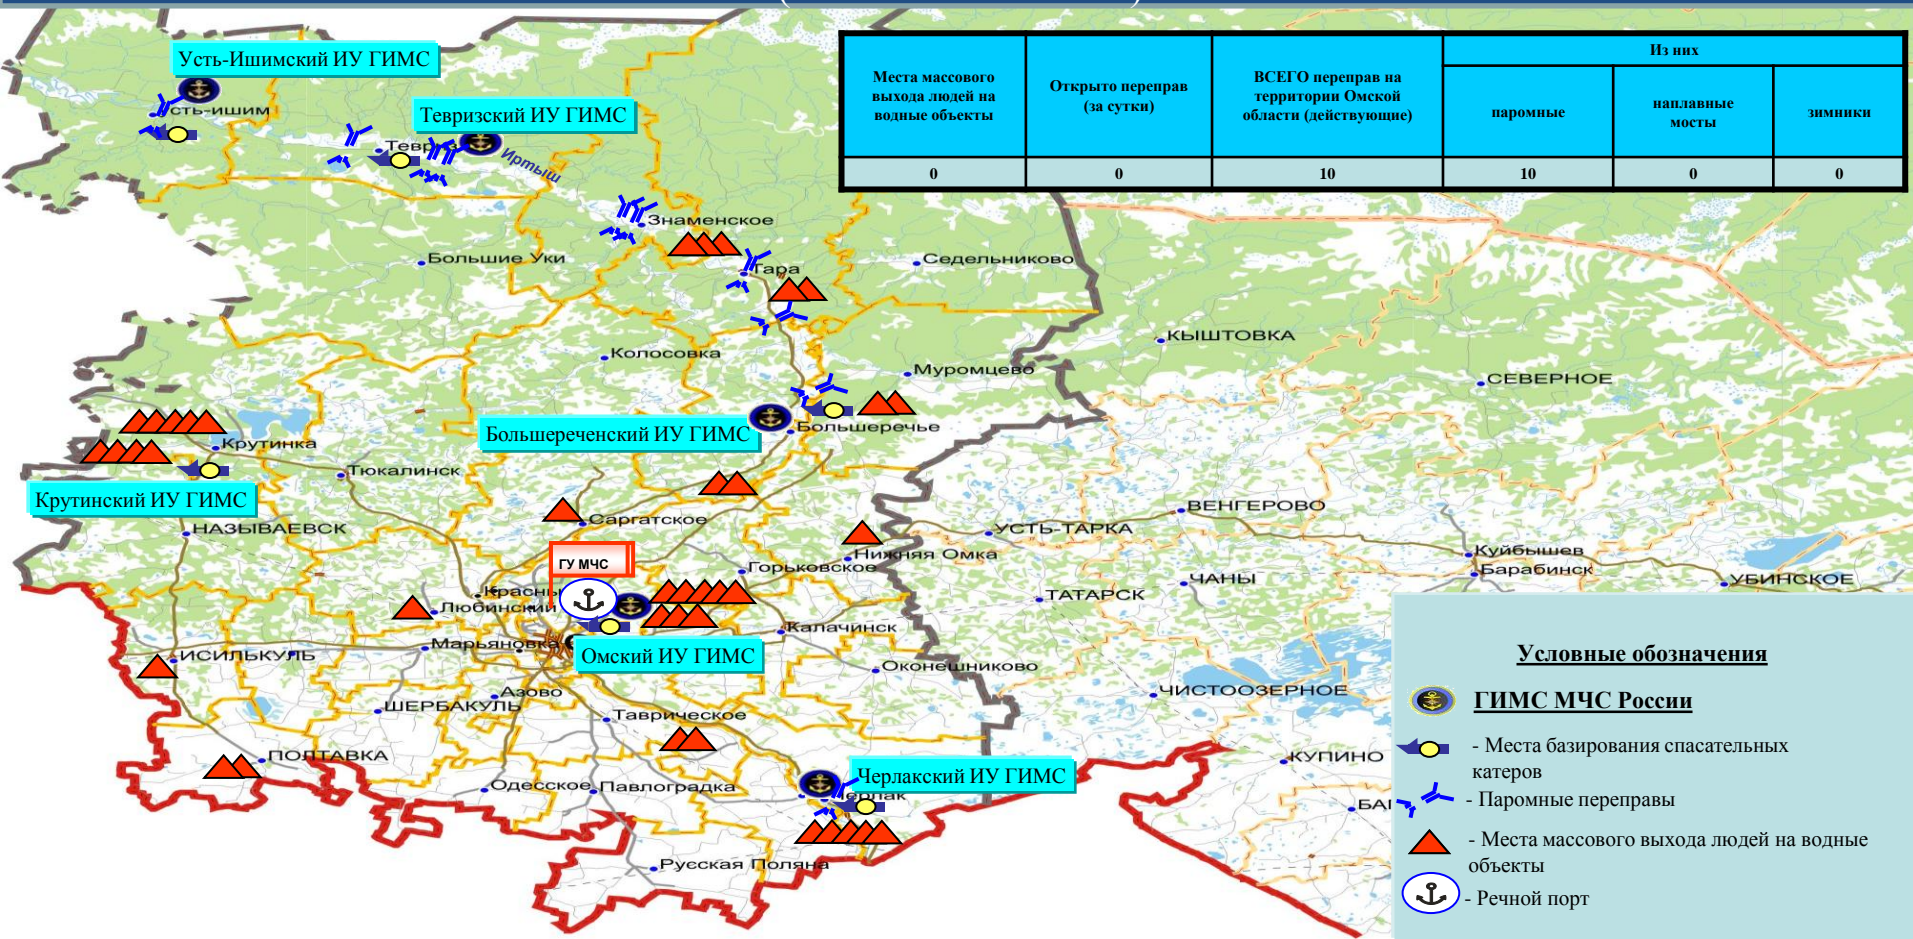 Усть-Ишимский ИУ ГИМС
Тевризский ИУ ГИМС
Места массового
выхода людей на
водные объекты
Открыто переправ
(за сутки)
ВСЕГО переправ на
территории Омской
области (действующие)
Из них
паромные
наплавные
мосты
зимники
0
0
10
10
0
0
Иртыш
Знаменское
Большие Уки
Тара
Седельниково
КЫШТОВКА
Колосовка
Муромцево
СЕВЕРНОЕ
Большереченский ИУ ГИМС
Большеречье
Крутинка
Тюкалинск
Крутинский ИУ ГИМС
НАЗЫВАЕВСК
Саргатское
ВЕНГЕРОВО
УСТЬ-ТАРКА
Нижняя Омка
Куйбышев
Барабинск
ГУ МЧС
Горьковское
ЧАНЫ
УБИНСКОЕ
Красны
Любинский
ТАТАРСК
Калачинск
Марьяновка
ИСИЛЬКУЛЬ
Омский ИУ ГИМС
Оконешниково
Азово
ЧИСТООЗЕРНОЕ
ШЕРБАКУЛЬ
Таврическое
ПОЛТАВКА
КУПИНО
Одесское
Павлоградка
Черлакский ИУ ГИМС
Русская Поляна
Условные обозначения
ГИМС МЧС России
- Места базирования спасательных
катеров
- Паромные переправы
- Места массового выхода людей на водные
объекты
- Речной порт